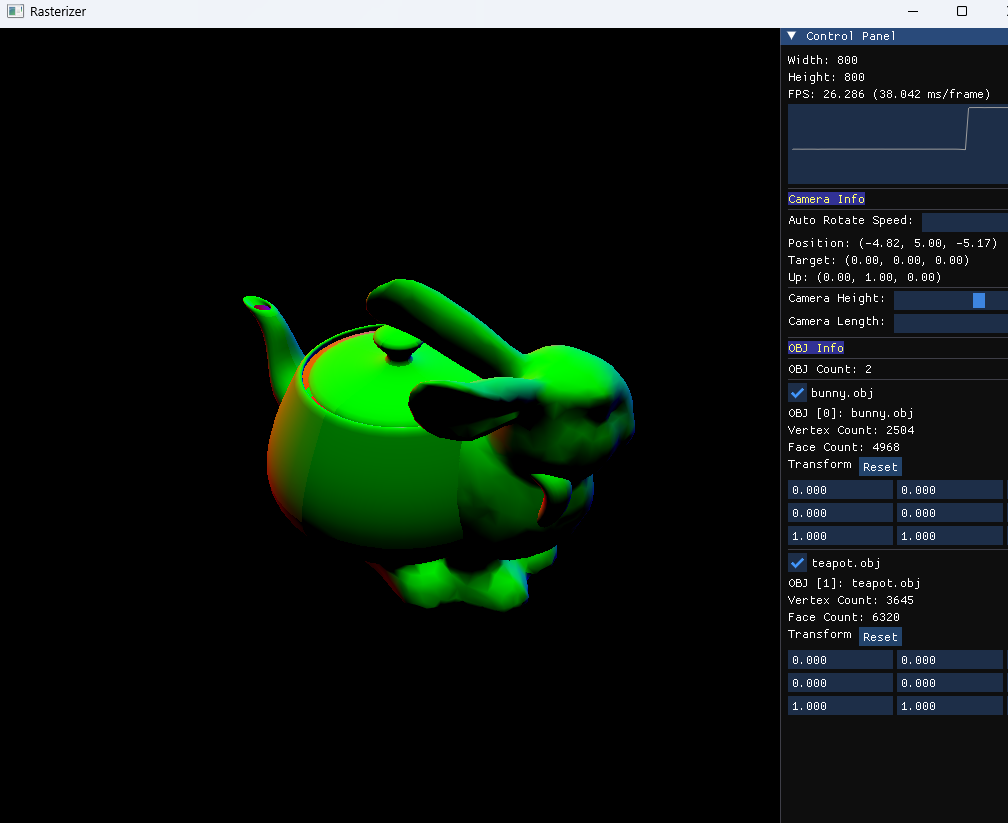 Rasterizer
Control Panel
Width: 800
Height: 800
FPS: 26.286 (38.042 ms/frame)
Camera Info
Auto Rotate Speed:
Position: (-4.82, 5.00, -5.17)
Target: (0.00, 0.00, 0.00)
Up: (0.00, 1.00, 0.00)
Camera Height:
Camera Length:
OBJ Info
OBJ Count: 2
bunny.obj
OBJ [0]: bunny.obj
Vertex Count: 2504
Face Count: 4968
Transform Reset
0.000 0.000
0.000 0.000
1.000 1.000
teapot.obj
OBJ [1]: teapot.obj
Vertex Count: 3645
Face Count: 6320
Transform Reset
0.000 0.000
0.000 0.000
1.000 1.000